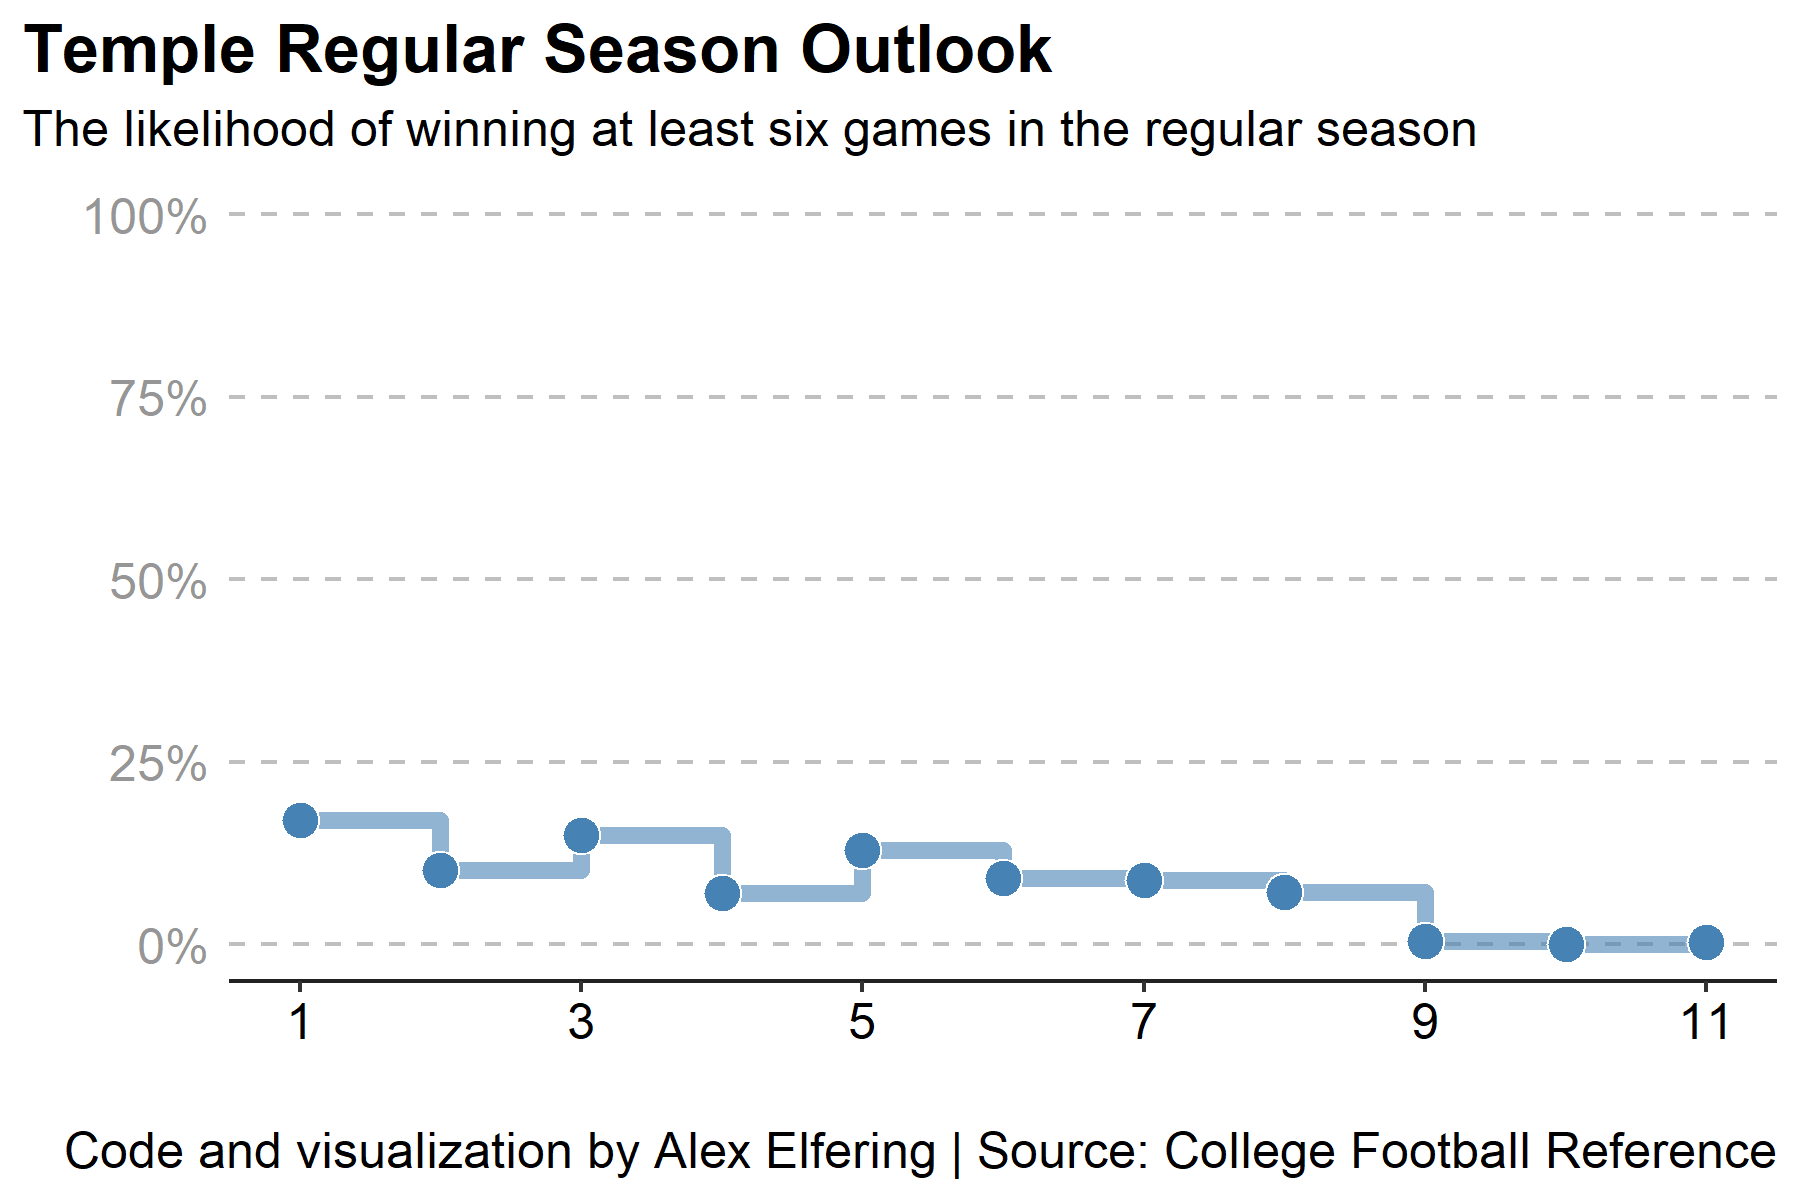 Temple Regular Season Outlook
The likelihood of winning at least six games in the regular season
100%
75%
50%
25%
0%
1 3 5 7 9 11
Code and visualization by Alex Elfering | Source: College Football Reference